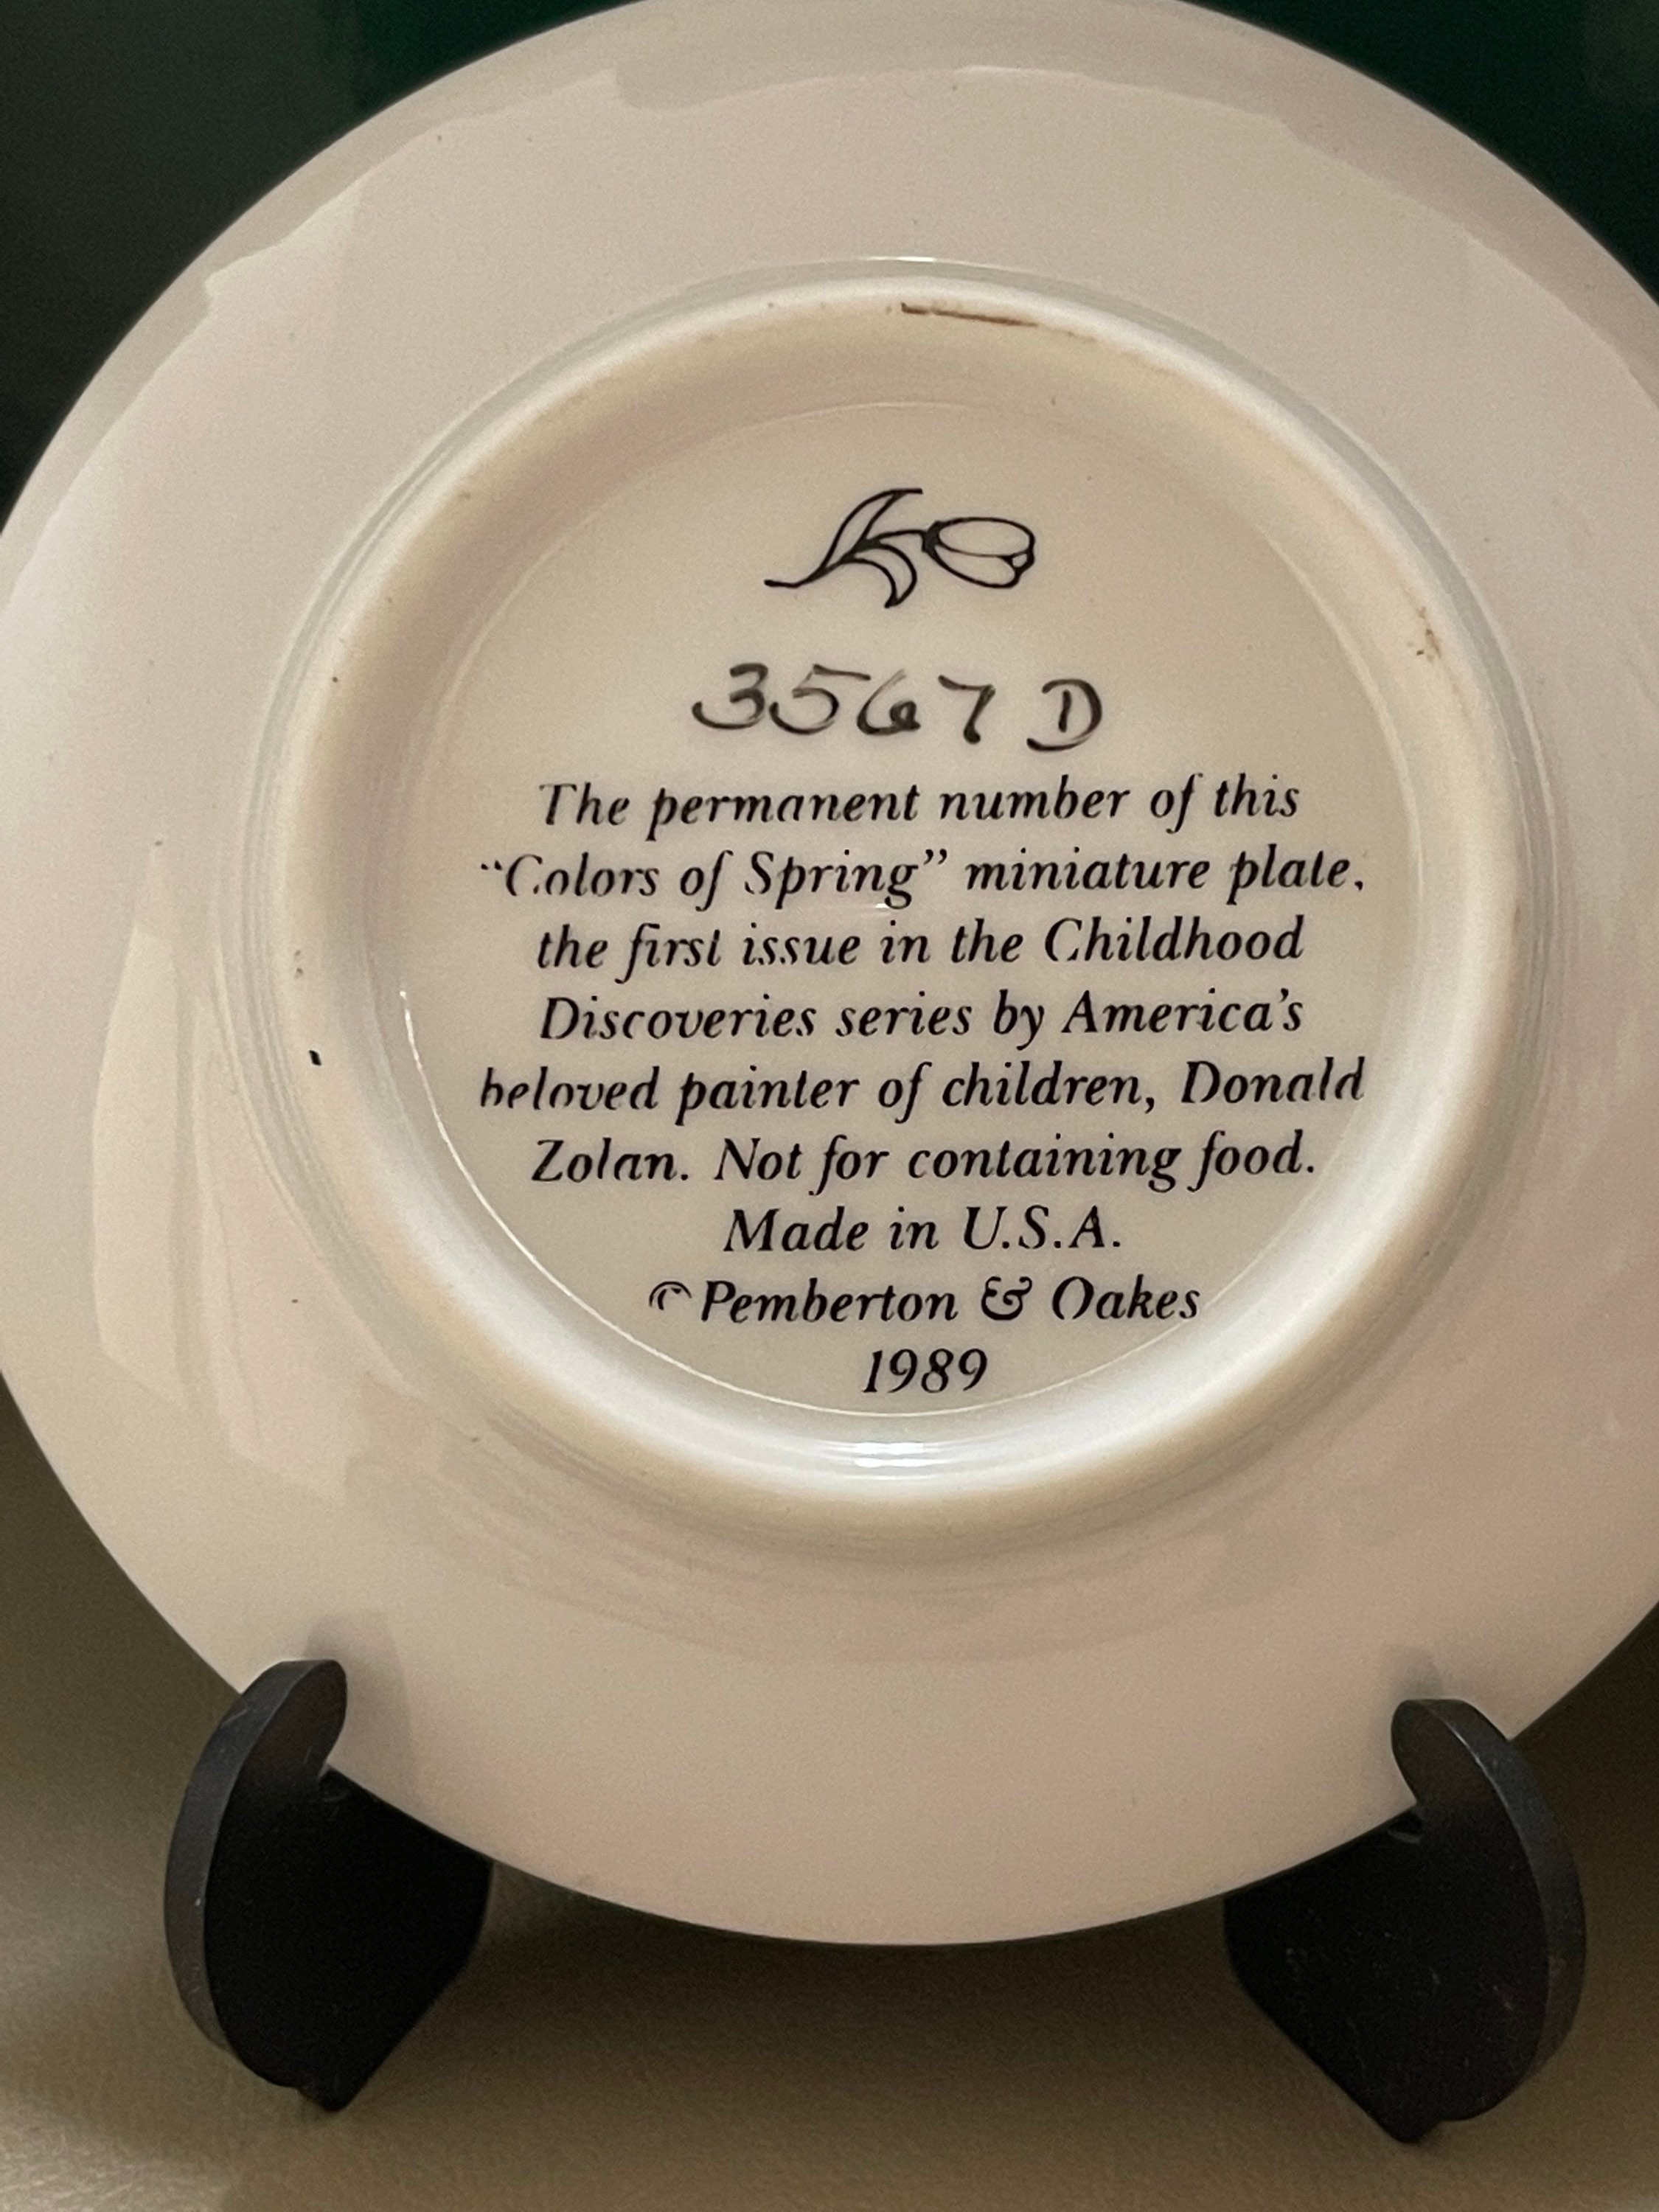 3567 D
The permanent number of this
“Colors of Spring” miniature plate,
the first issue in the Childhood
Discoveries series by America’s
beloved painter of children, Donald
Zolan. Not for containing food.
Made in U.S.A.
© Pemberton & Oakes
1989